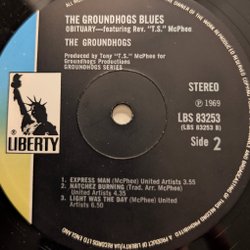 THE GROUNDHOGS BLUES
OBITUARY—featuring Rev. "T.S." McPhee
THE GROUNDHOGS
Produced by Tony "T.S." McPhee for
Groundhogs Productions
GROUNDHOGS SERIES
STEREO
℗ 1969
LBS 83253
(LBS 83253 B)
Side 2
LIBERTY
1. EXPRESS MAN (McPhee) United Artists 3.55
2. NATCHEZ BURNING (Trad. Arr. McPhee)
United Artists 4.35
3. LIGHT WAS THE DAY (McPhee) United
Artists 6.50